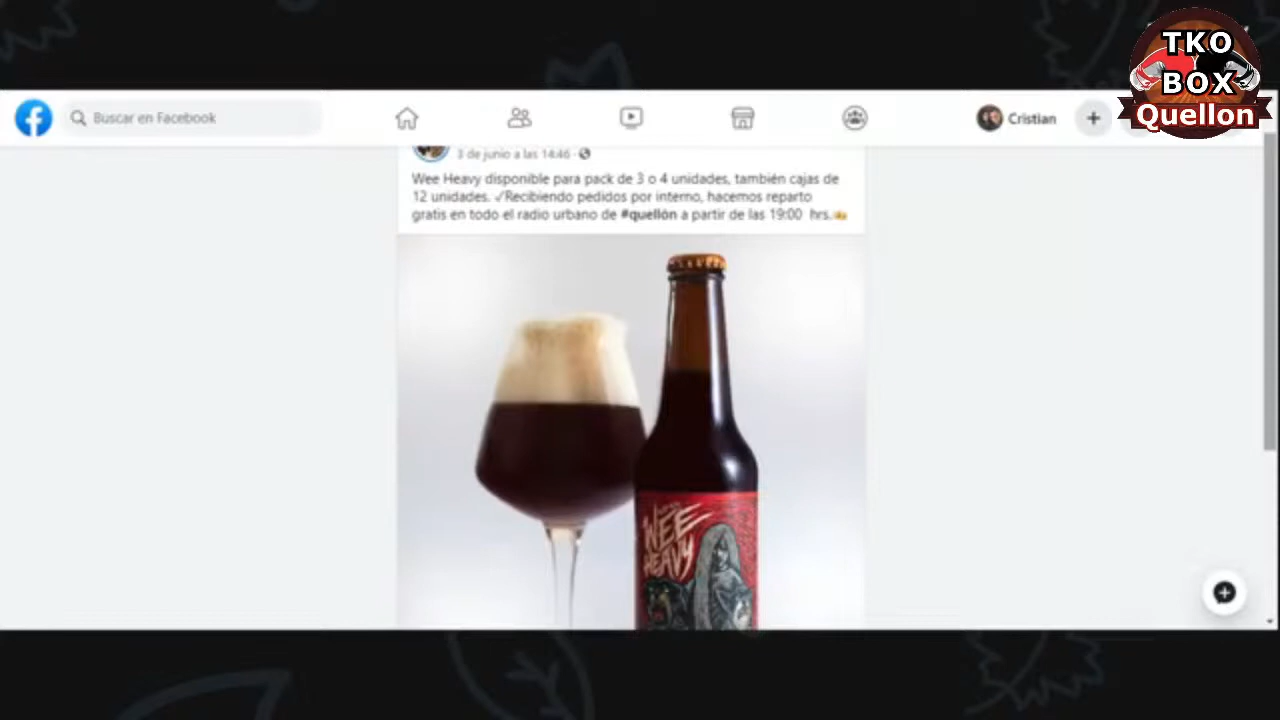 TKO
BOX
Quellon
Buscar en Facebook
Cristian
3 de junio a las 14:46 ·
Wee Heavy disponible para pack de 3 o 4 unidades, también cajas de
12 unidades. ✓Recibiendo pedidos por interno, hacemos reparto
gratis en todo el radio urbano de #quellón a partir de las 19:00 hrs.
WEE
HEAVY